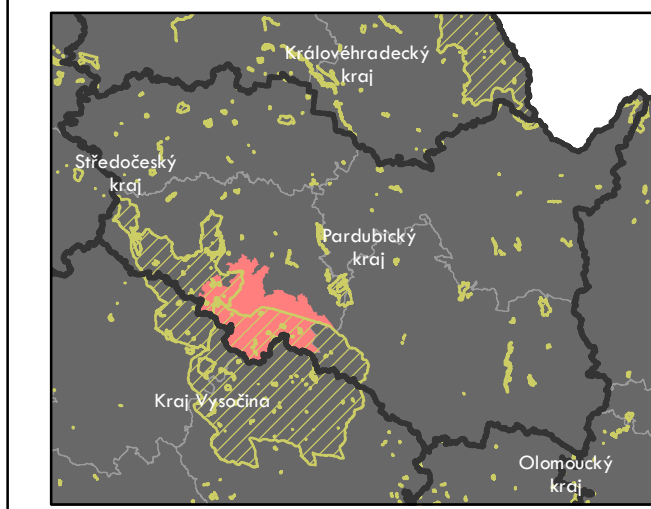 Královéhradecký
kraj
Středočeský
kraj
Pardubický
kraj
Kraj Vysočina
Olomoucký
kraj